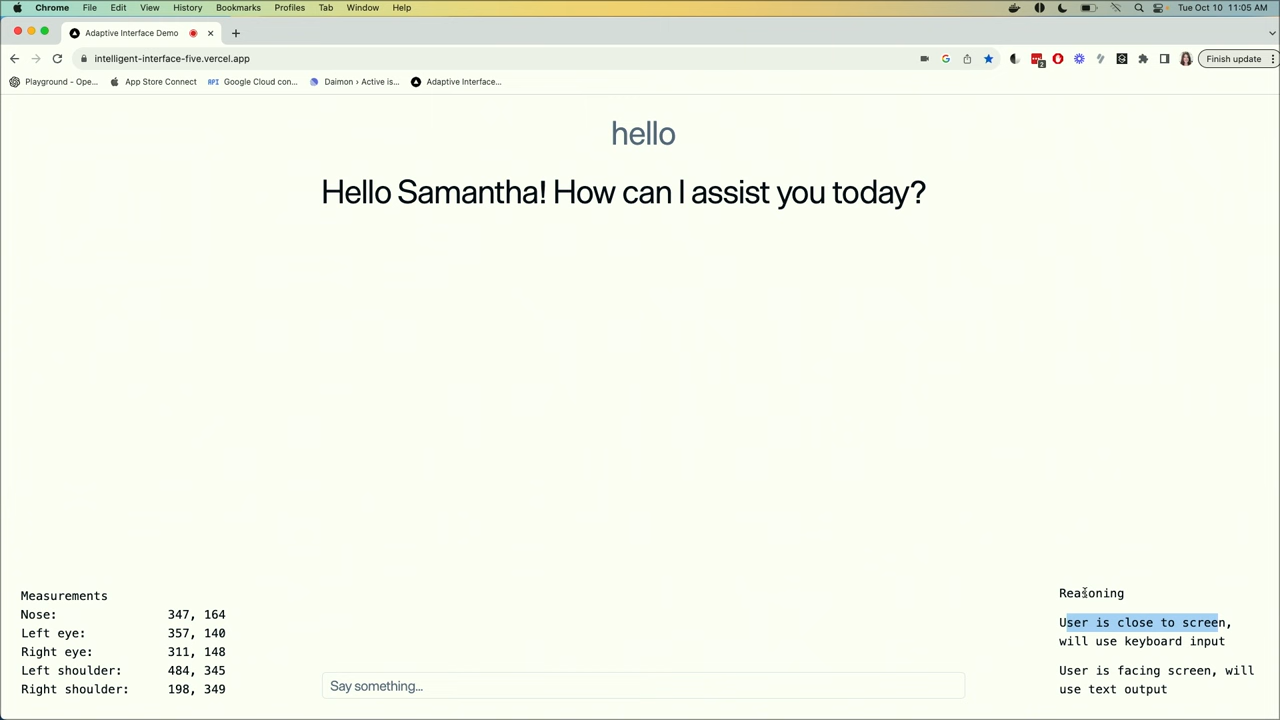 Chrome File Edit View History Bookmarks Profiles Tab Window Help Tue Oct 10 11:05 AM
Adaptive Interface Demo
intelligent-interface-five.vercel.app
2
Finish update
Playground - Ope... App Store Connect API Google Cloud con... Daimon › Active is... Adaptive Interface...
hello
Hello Samantha! How can I assist you today?
Measurements
Nose: 347, 164
Left eye: 357, 140
Right eye: 311, 148
Left shoulder: 484, 345
Right shoulder: 198, 349
Say something...
Reasoning
User is close to screen,
will use keyboard input
User is facing screen, will
use text output